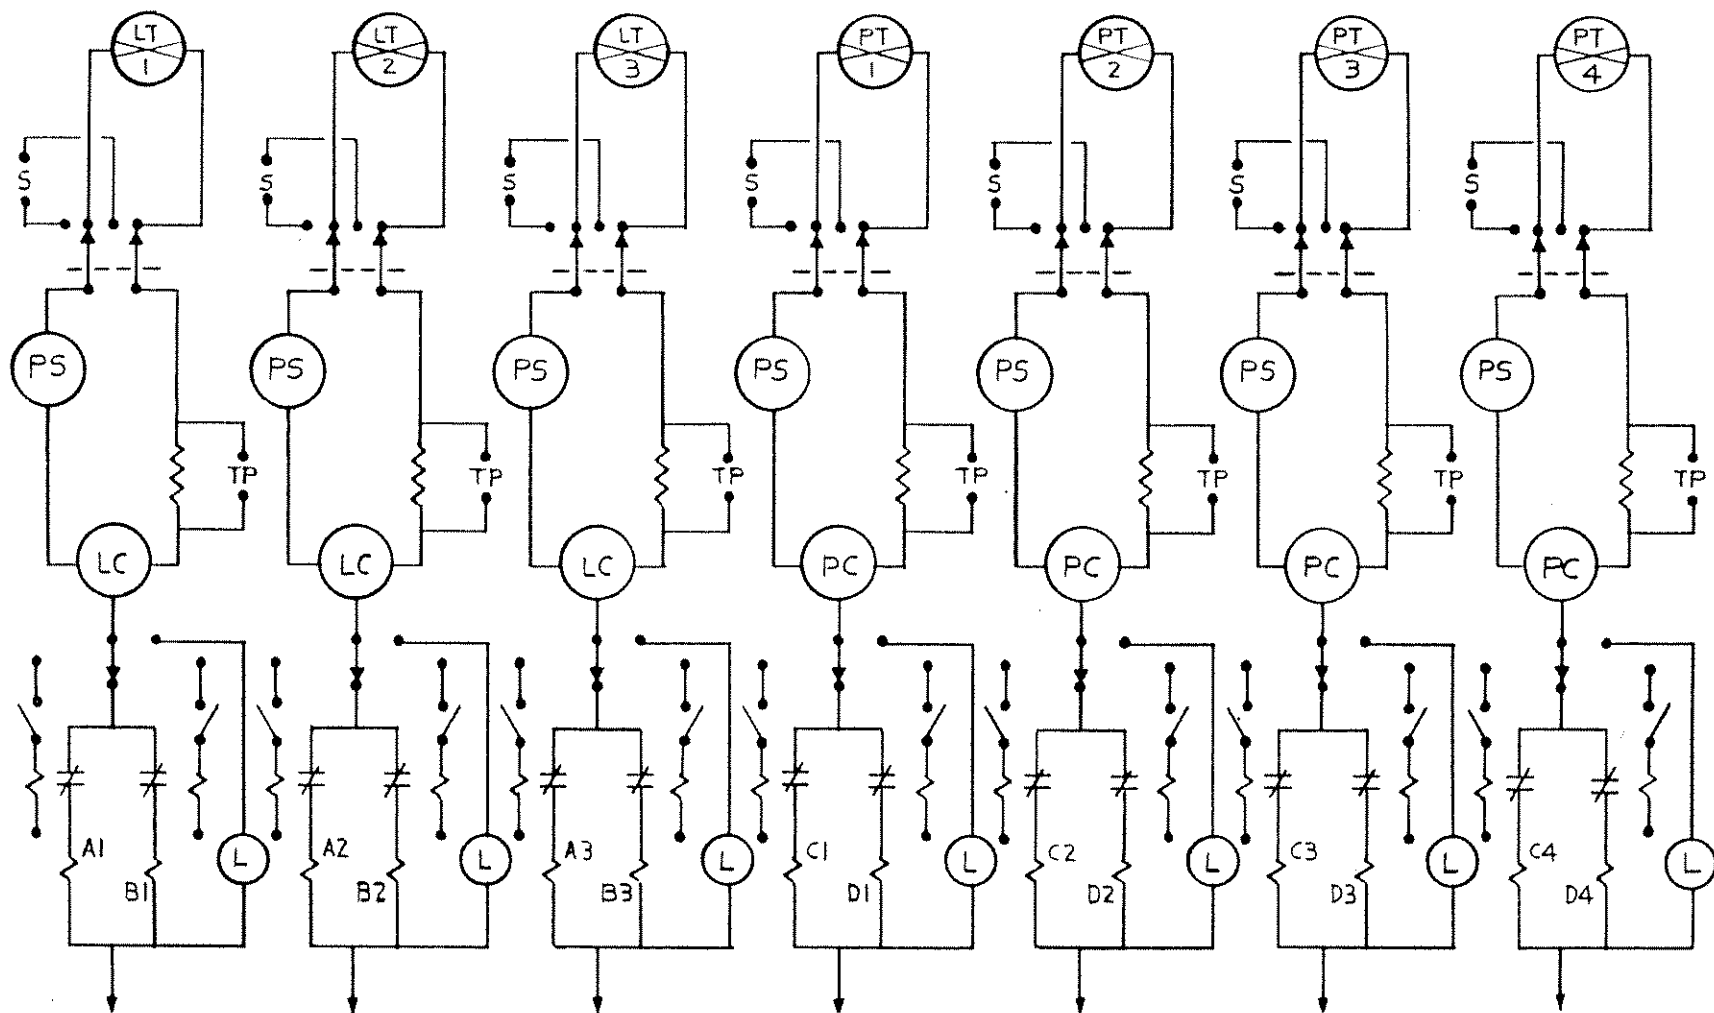 LT LT LT PT PT PT PT
1 2 3 1 2 3 4
S S S S S S S
PS PS PS PS PS PS PS
TP TP TP TP TP TP TP
LC LC LC PC PC PC PC
A1 A2 A3 C1 C2 C3 C4
L L L L L L L
B1 B2 B3 D1 D2 D3 D4